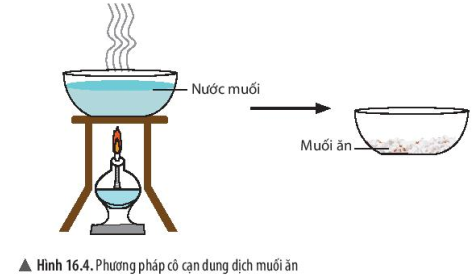 Nước muối
Muối ăn
▲ Hình 16.4. Phương pháp cô cạn dung dịch muối ăn